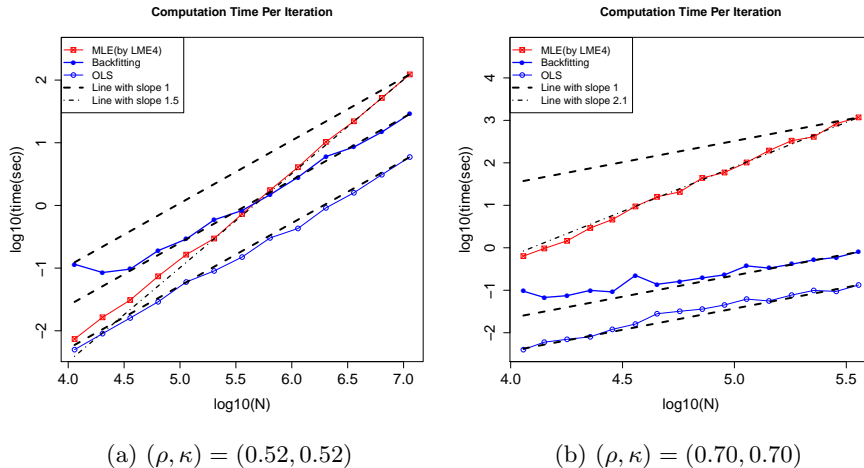 Computation Time Per Iteration
MLE(by LME4)
Backfitting
OLS
Line with slope 1
Line with slope 1.5
log10(time(sec))
2
1
0
−1
−2
4.0 4.5 5.0 5.5 6.0 6.5 7.0
log10(N)
(a) (ρ, κ) = (0.52, 0.52)
Computation Time Per Iteration
MLE(by LME4)
Backfitting
OLS
Line with slope 1
Line with slope 2.1
log10(time(sec))
4
3
2
1
0
−1
−2
4.0 4.5 5.0 5.5
log10(N)
(b) (ρ, κ) = (0.70, 0.70)